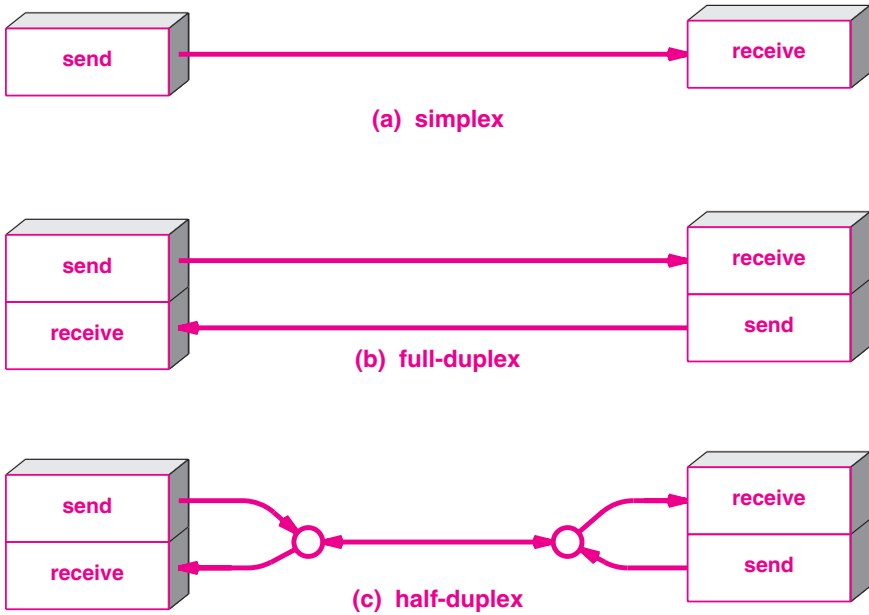 send
receive
(a) simplex
send
receive
receive
send
(b) full-duplex
send
receive
receive
send
(c) half-duplex